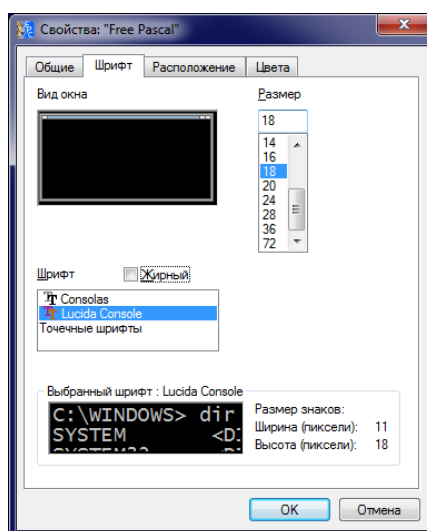 Свойства: "Free Pascal"
Общие Шрифт Расположение Цвета
Вид окна Размер
18
14
16
18
20
24
28
36
72
Шрифт Жирный
Consolas
Lucida Console
Точечные шрифты
Выбранный шрифт : Lucida Console
C:\WINDOWS> dir
SYSTEM <D
SYSTEM32 <D
Размер знаков:
Ширина (пиксели): 11
Высота (пиксели): 18
OK Отмена